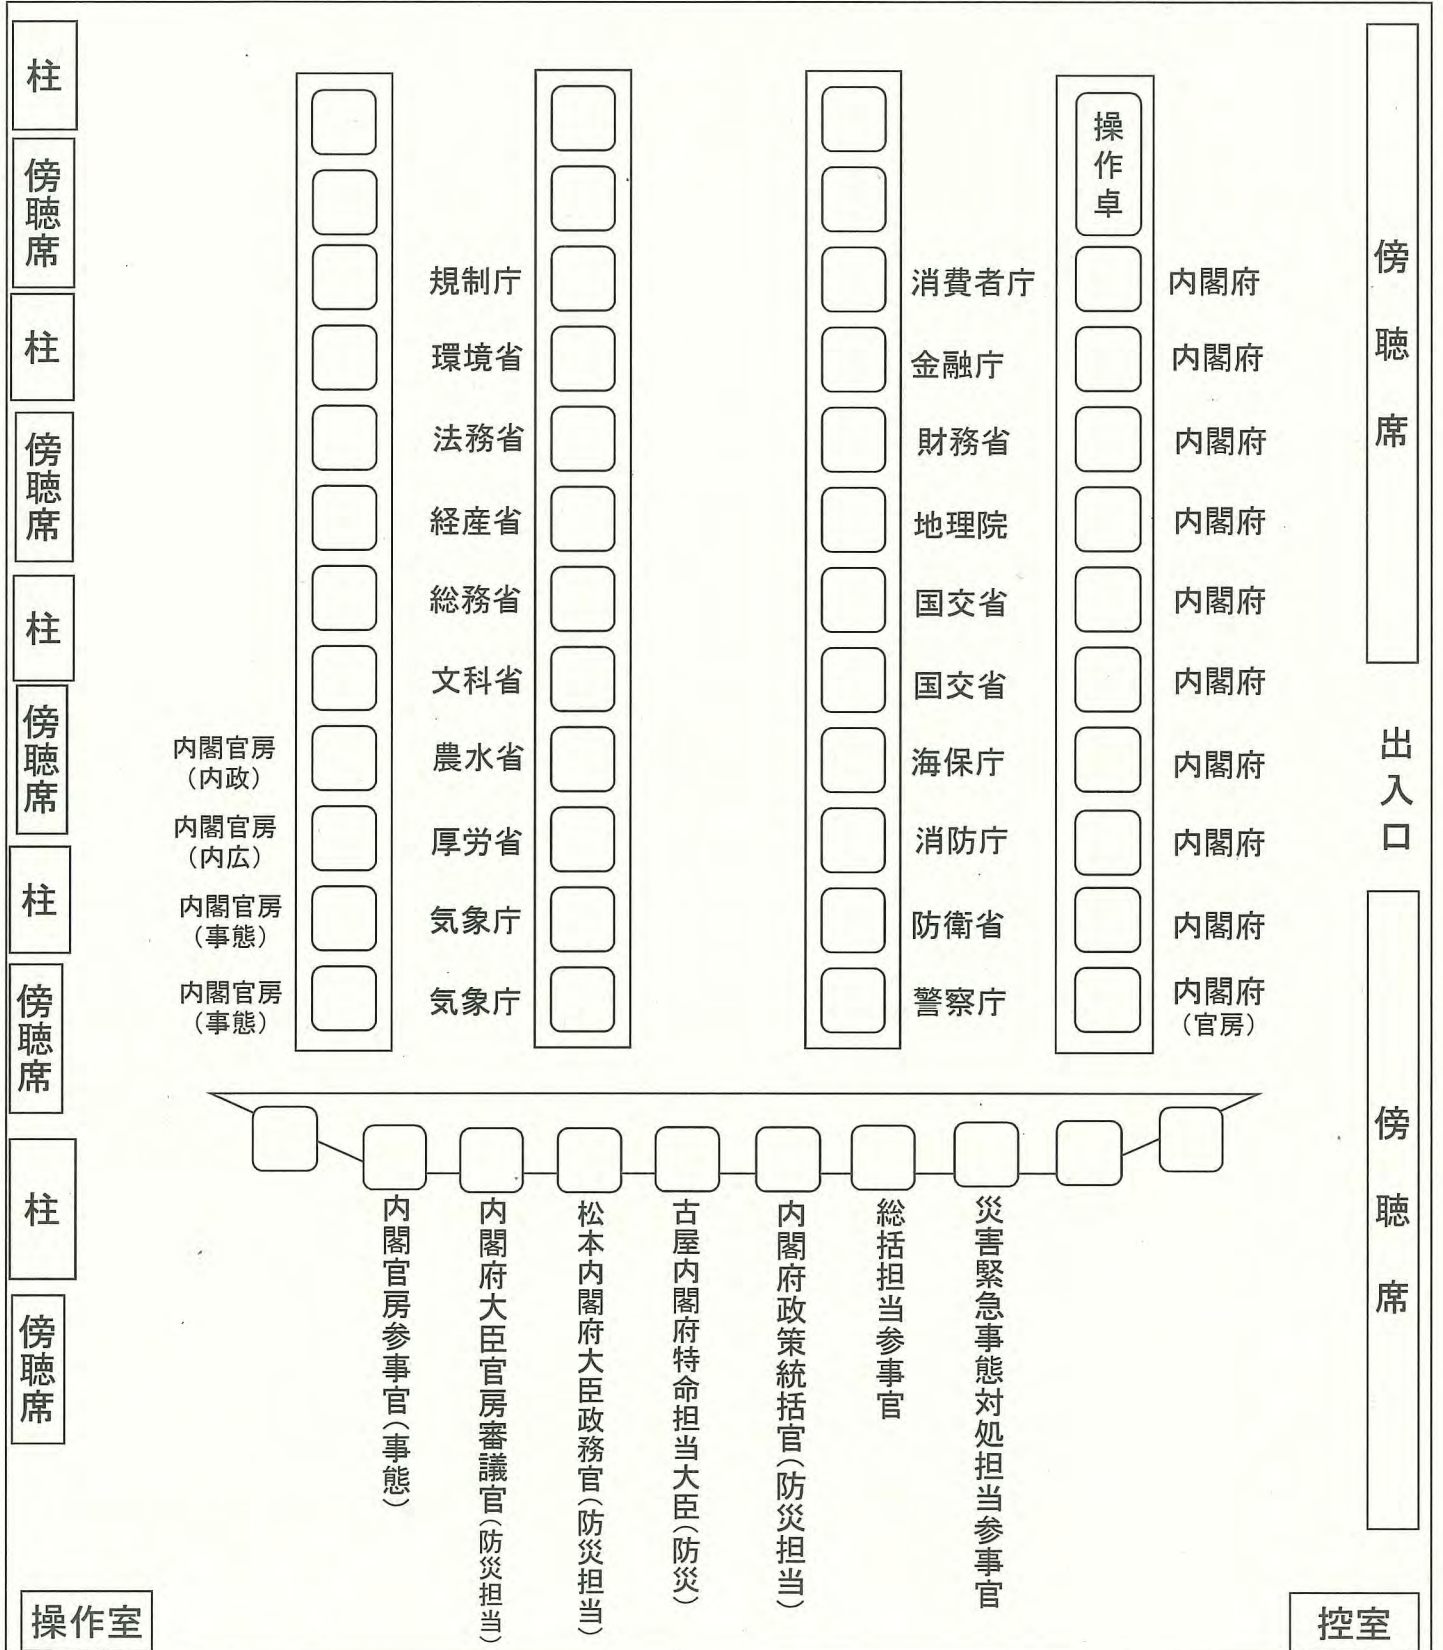 柱
傍聴席
柱
傍聴席
柱
傍聴席
柱
傍聴席
柱
傍聴席
内閣官房
（内政）
内閣官房
（内広）
内閣官房
（事態）
内閣官房
（事態）
規制庁
環境省
法務省
経産省
総務省
文科省
農水省
厚労省
気象庁
気象庁
消費者庁
金融庁
財務省
地理院
国交省
国交省
海保庁
消防庁
防衛省
警察庁
操作卓
内閣府
内閣府
内閣府
内閣府
内閣府
内閣府
内閣府
内閣府
内閣府
内閣府
（官房）
傍聴席
出入口
傍聴席
内閣官房参事官（事態）
内閣府大臣官房審議官（防災担当）
松本内閣府大臣政務官（防災担当）
古屋内閣府特命担当大臣（防災）
内閣府政策統括官（防災担当）
総括担当参事官
災害緊急事態対処担当参事官
操作室
控室